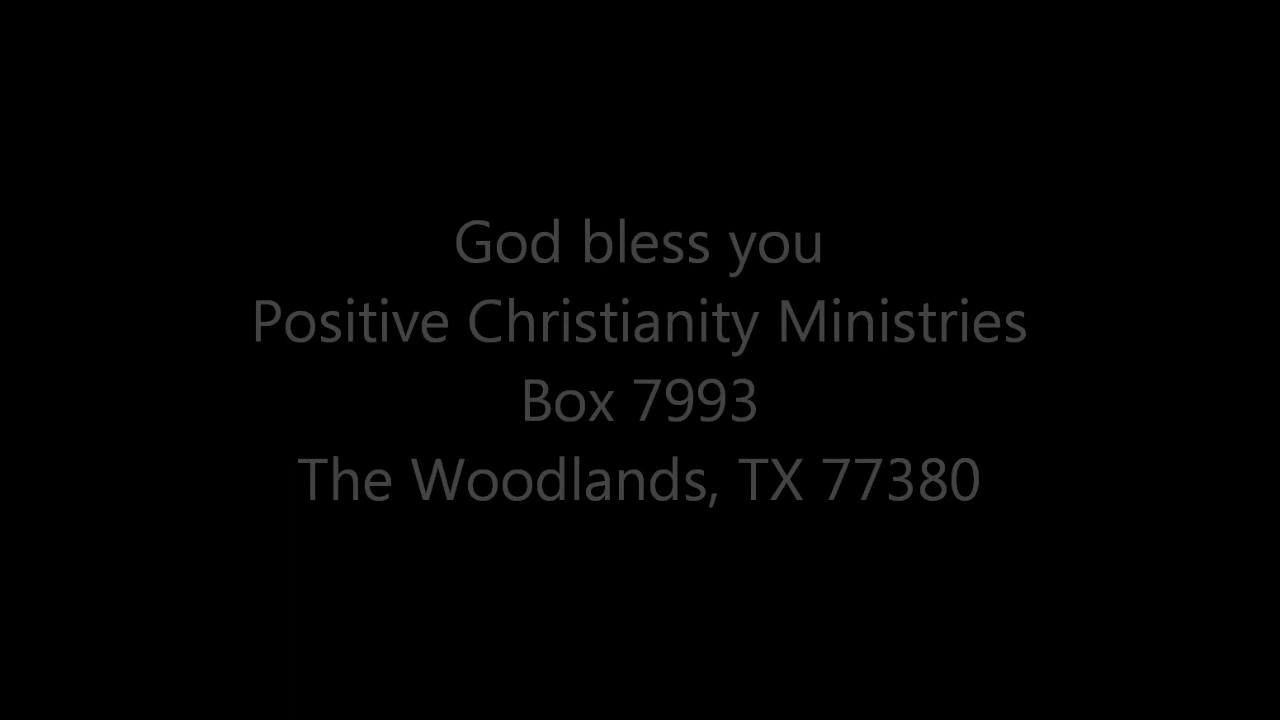 God bless you
Positive Christianity Ministries
Box 7993
The Woodlands, TX 77380